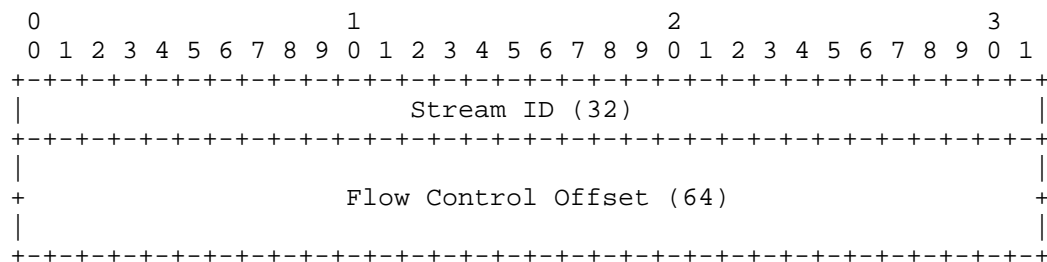 0                   1                   2                   3
 0 1 2 3 4 5 6 7 8 9 0 1 2 3 4 5 6 7 8 9 0 1 2 3 4 5 6 7 8 9 0 1
+-+-+-+-+-+-+-+-+-+-+-+-+-+-+-+-+-+-+-+-+-+-+-+-+-+-+-+-+-+-+-+-+
|                        Stream ID (32)                         |
+-+-+-+-+-+-+-+-+-+-+-+-+-+-+-+-+-+-+-+-+-+-+-+-+-+-+-+-+-+-+-+-+
|                                                               |
+                    Flow Control Offset (64)                   +
|                                                               |
+-+-+-+-+-+-+-+-+-+-+-+-+-+-+-+-+-+-+-+-+-+-+-+-+-+-+-+-+-+-+-+-+